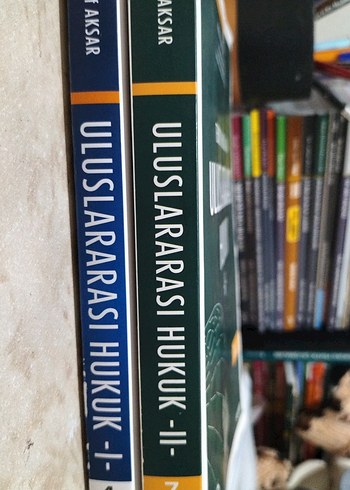 f AKSAR
ULUSLARARASI HUKUK -I-
AKSAR
ULUSLARARASI HUKUK -II-